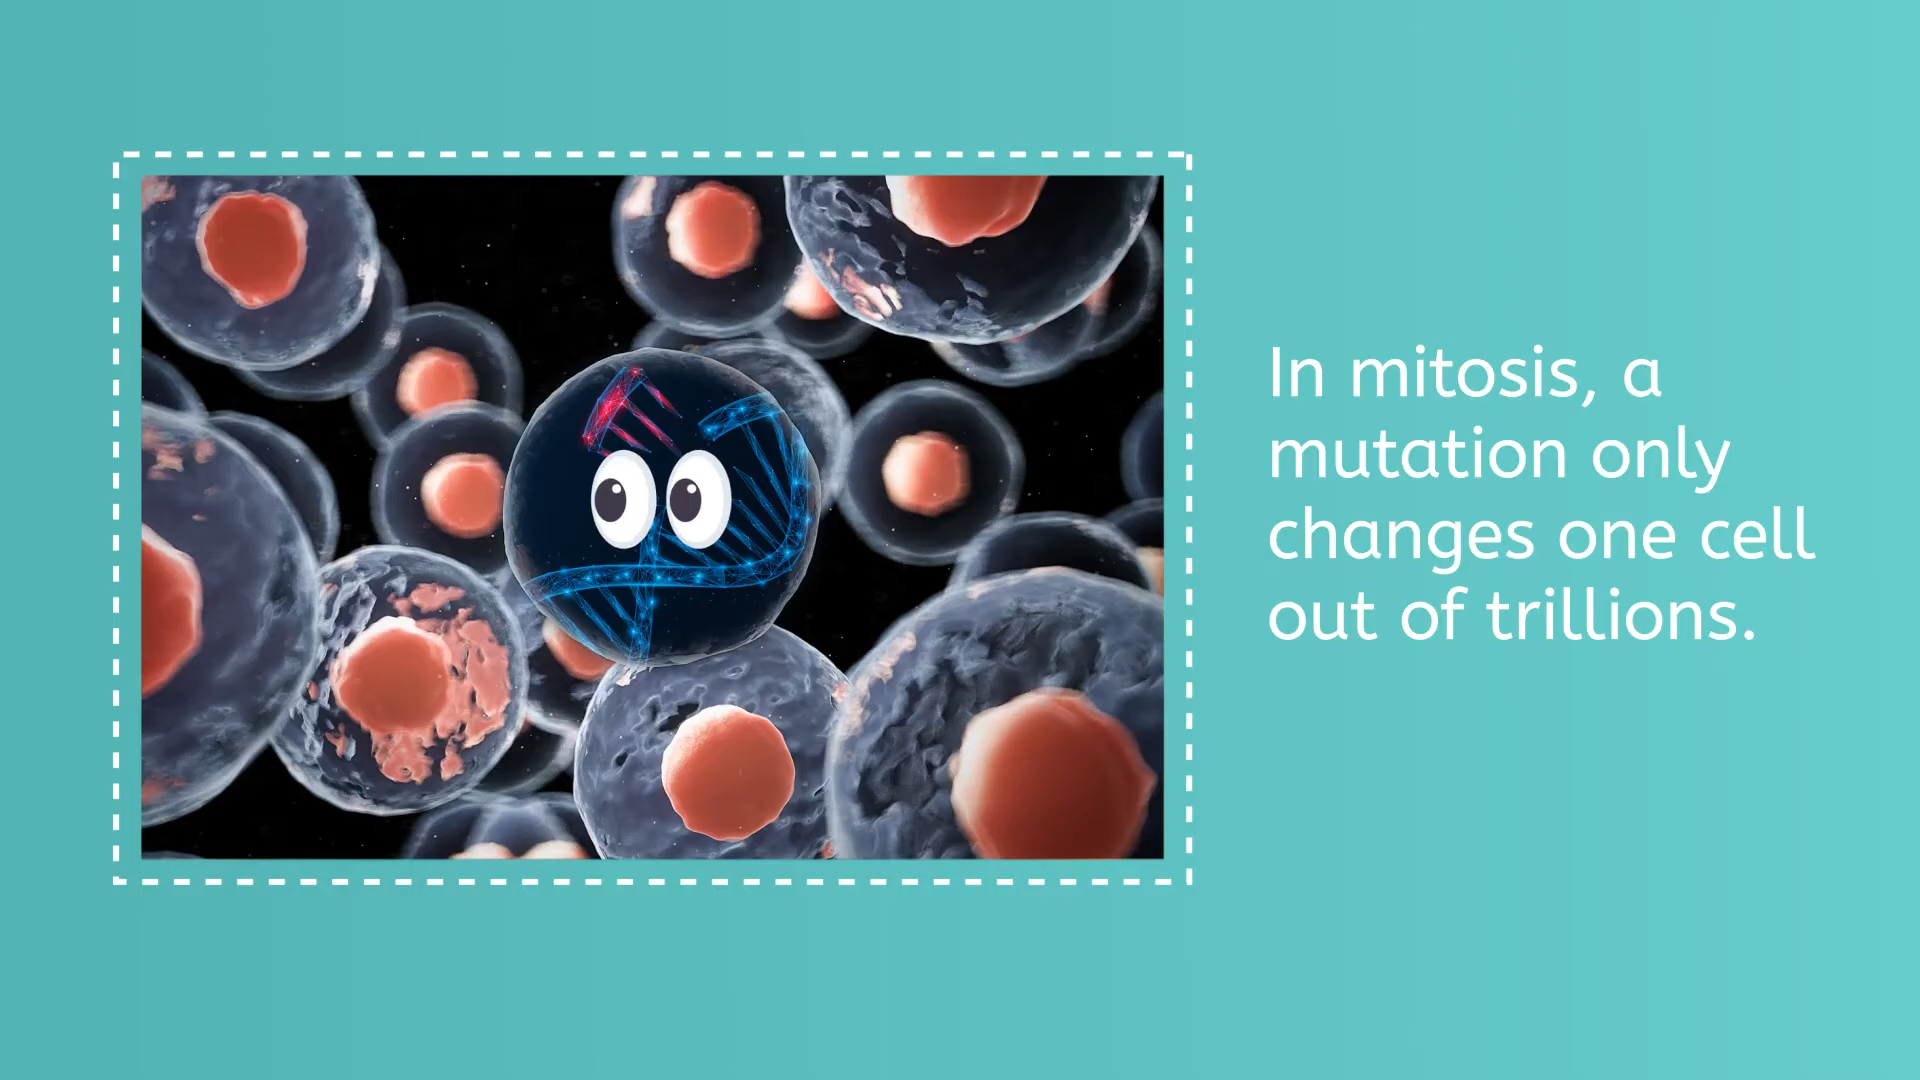 In mitosis, a
mutation only
changes one cell
out of trillions.